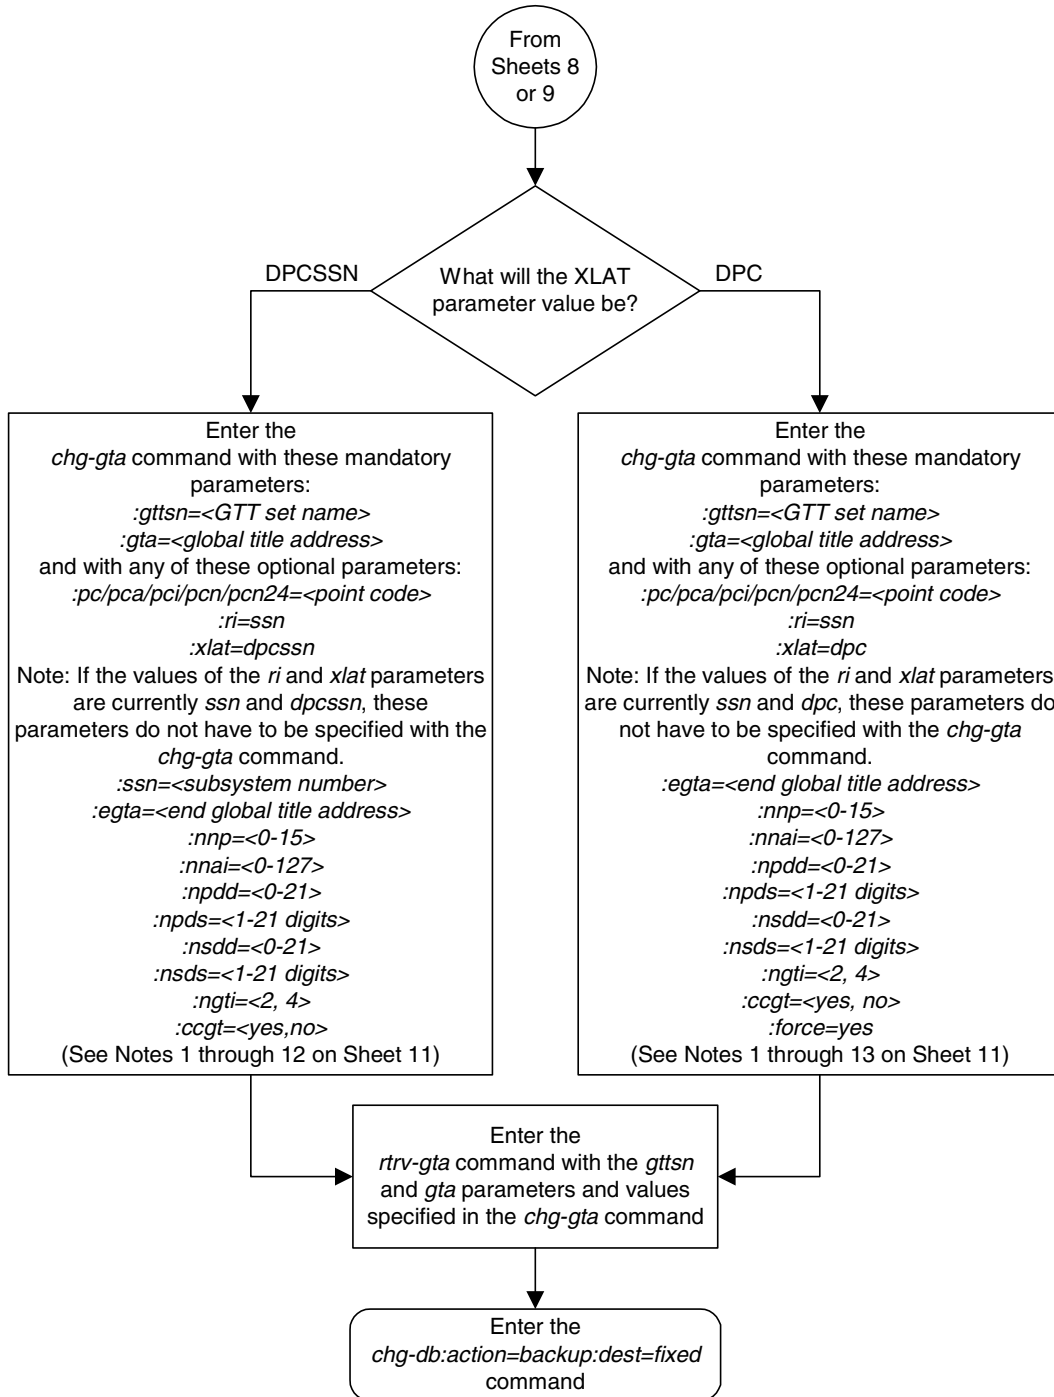 From
Sheets 8
or 9
DPCSSN
What will the XLAT
parameter value be?
DPC
Enter the
chg-gta command with these mandatory
parameters:
:gttsn=<GTT set name>
:gta=<global title address>
and with any of these optional parameters:
:pc/pca/pci/pcn/pcn24=<point code>
:ri=ssn
:xlat=dpcssn
Note: If the values of the ri and xlat parameters
are currently ssn and dpcssn, these
parameters do not have to be specified with the
chg-gta command.
:ssn=<subsystem number>
:egta=<end global title address>
:nnp=<0-15>
:nnai=<0-127>
:npdd=<0-21>
:npds=<1-21 digits>
:nsdd=<0-21>
:nsds=<1-21 digits>
:ngti=<2, 4>
:ccgt=<yes,no>
(See Notes 1 through 12 on Sheet 11)
Enter the
chg-gta command with these mandatory
parameters:
:gttsn=<GTT set name>
:gta=<global title address>
and with any of these optional parameters:
:pc/pca/pci/pcn/pcn24=<point code>
:ri=ssn
:xlat=dpc
Note: If the values of the ri and xlat parameters
are currently ssn and dpc, these parameters do
not have to be specified with the chg-gta
command.
:egta=<end global title address>
:nnp=<0-15>
:nnai=<0-127>
:npdd=<0-21>
:npds=<1-21 digits>
:nsdd=<0-21>
:nsds=<1-21 digits>
:ngti=<2, 4>
:ccgt=<yes, no>
:force=yes
(See Notes 1 through 13 on Sheet 11)
Enter the
rtrv-gta command with the gttsn
and gta parameters and values
specified in the chg-gta command
Enter the
chg-db:action=backup:dest=fixed
command